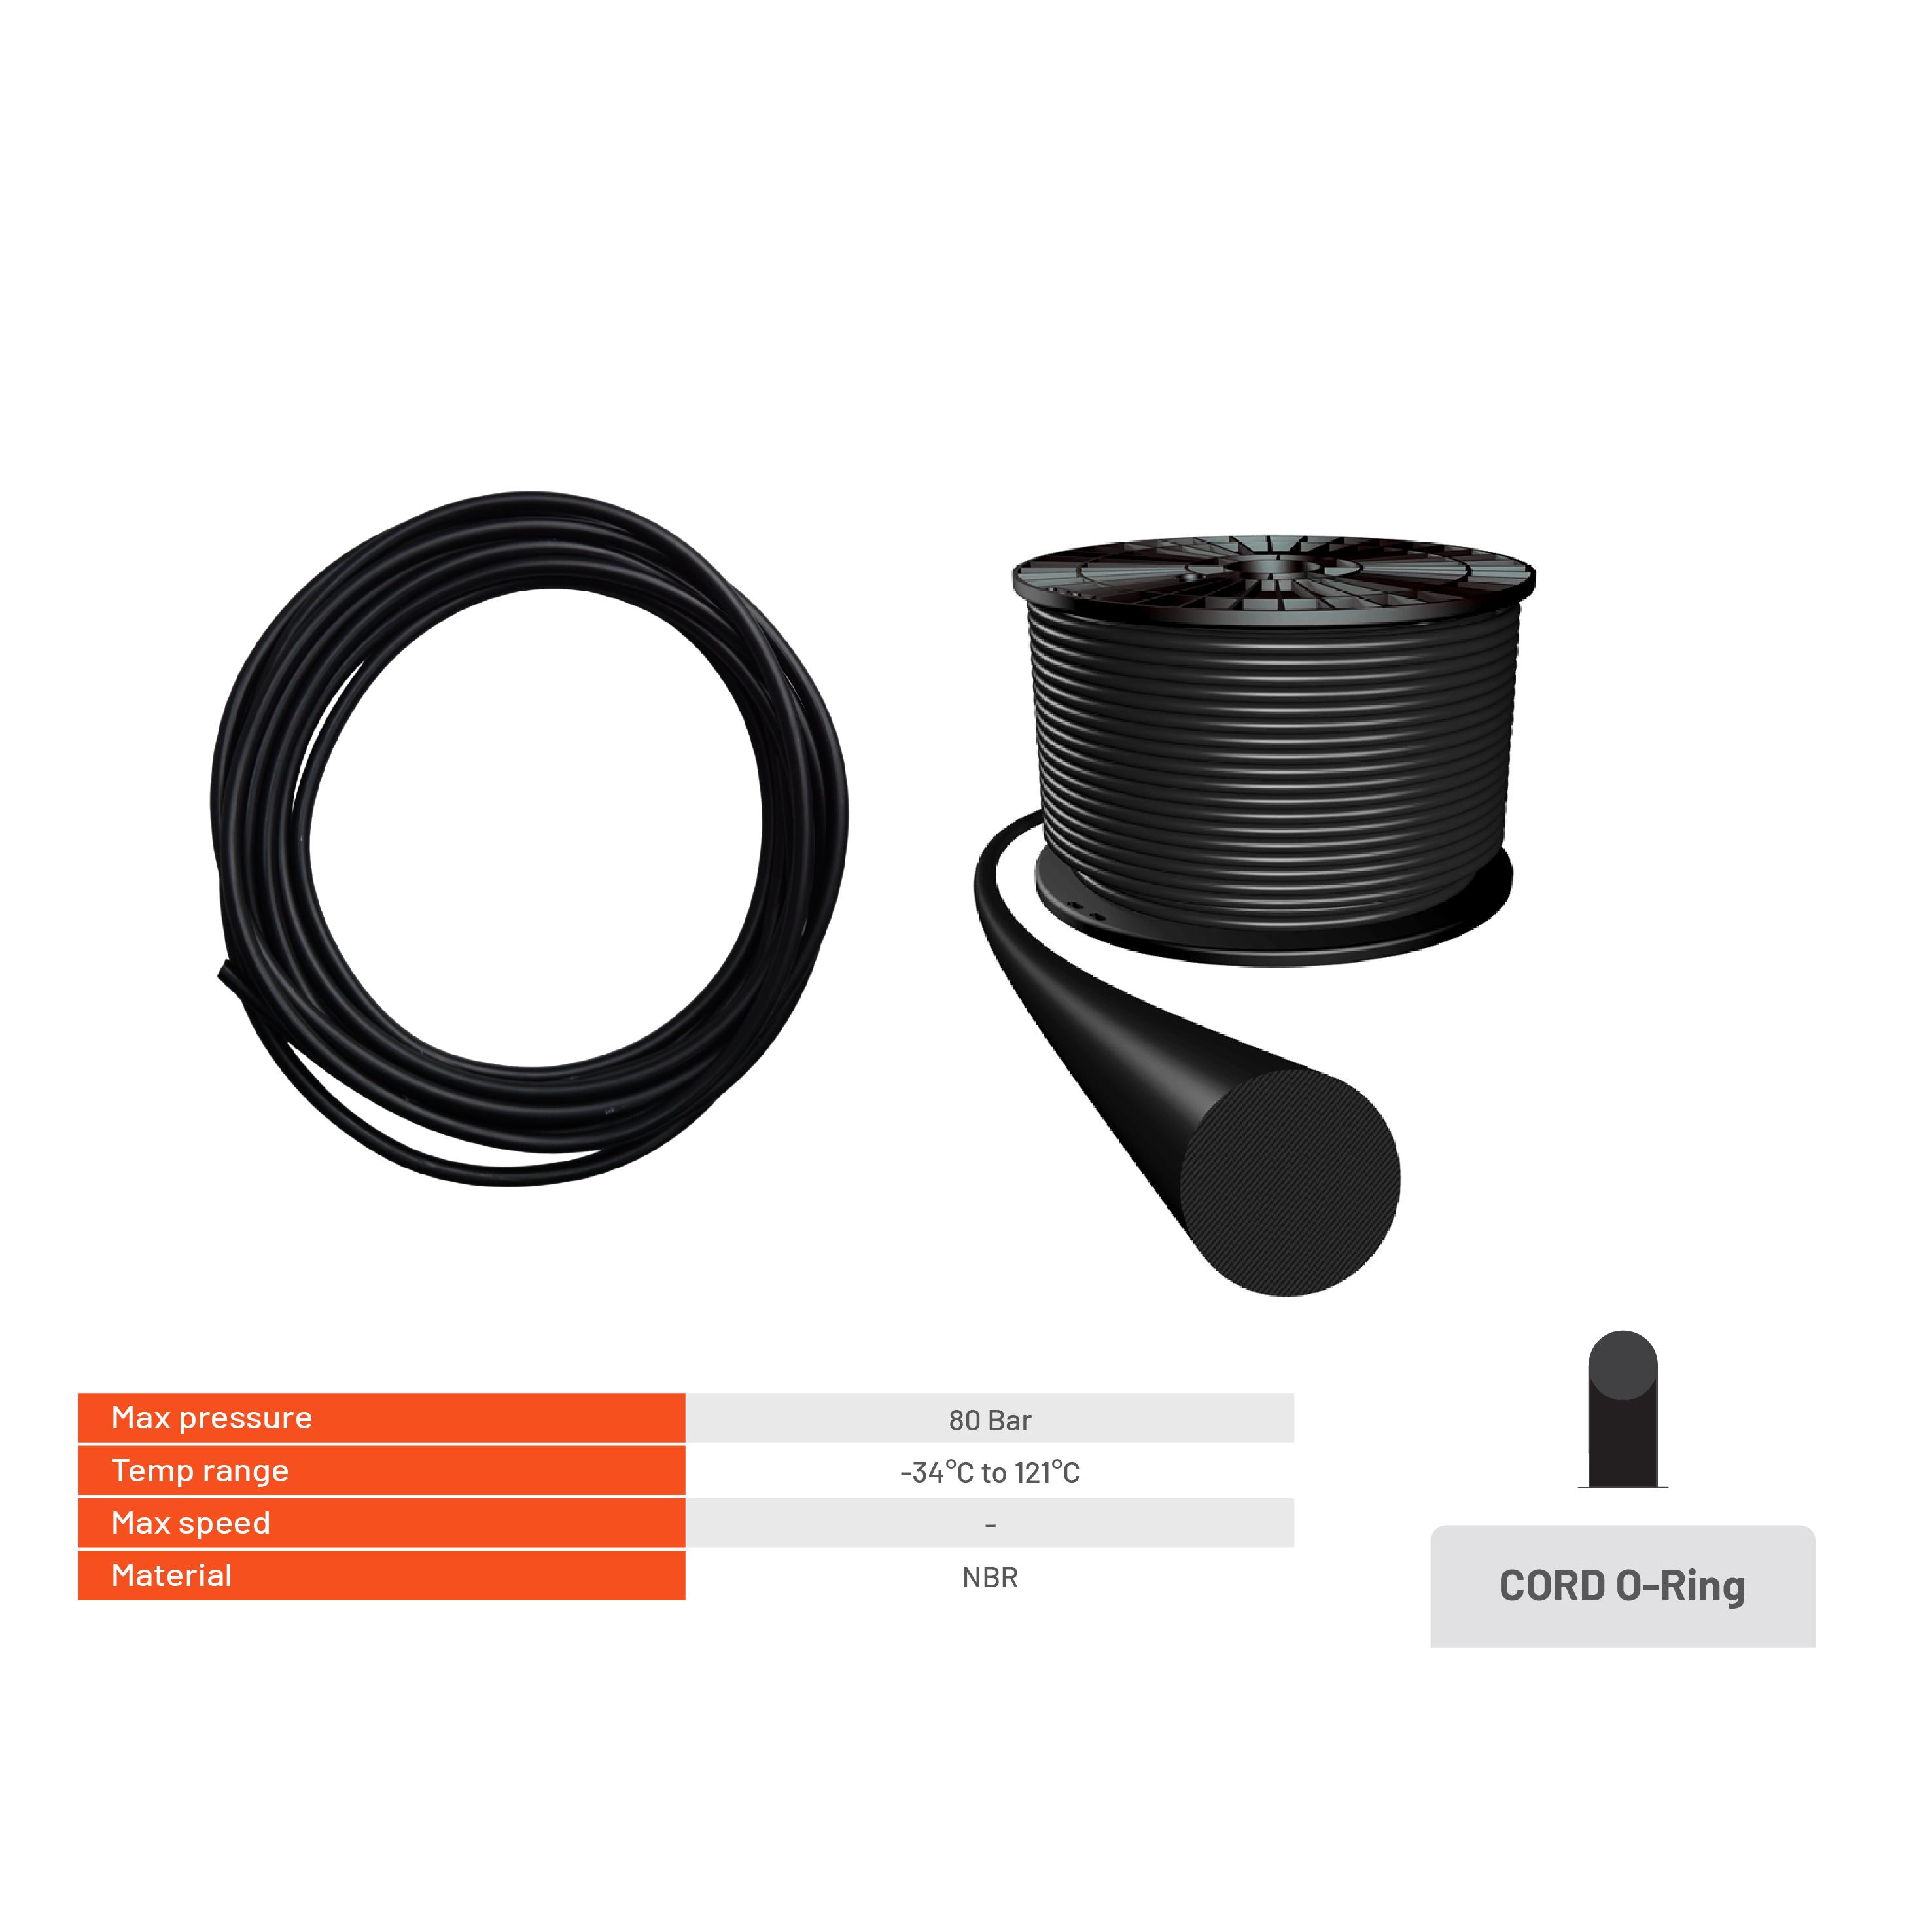 Max pressure 80 Bar
Temp range -34°C to 121°C
Max speed -
Material NBR
CORD O-Ring